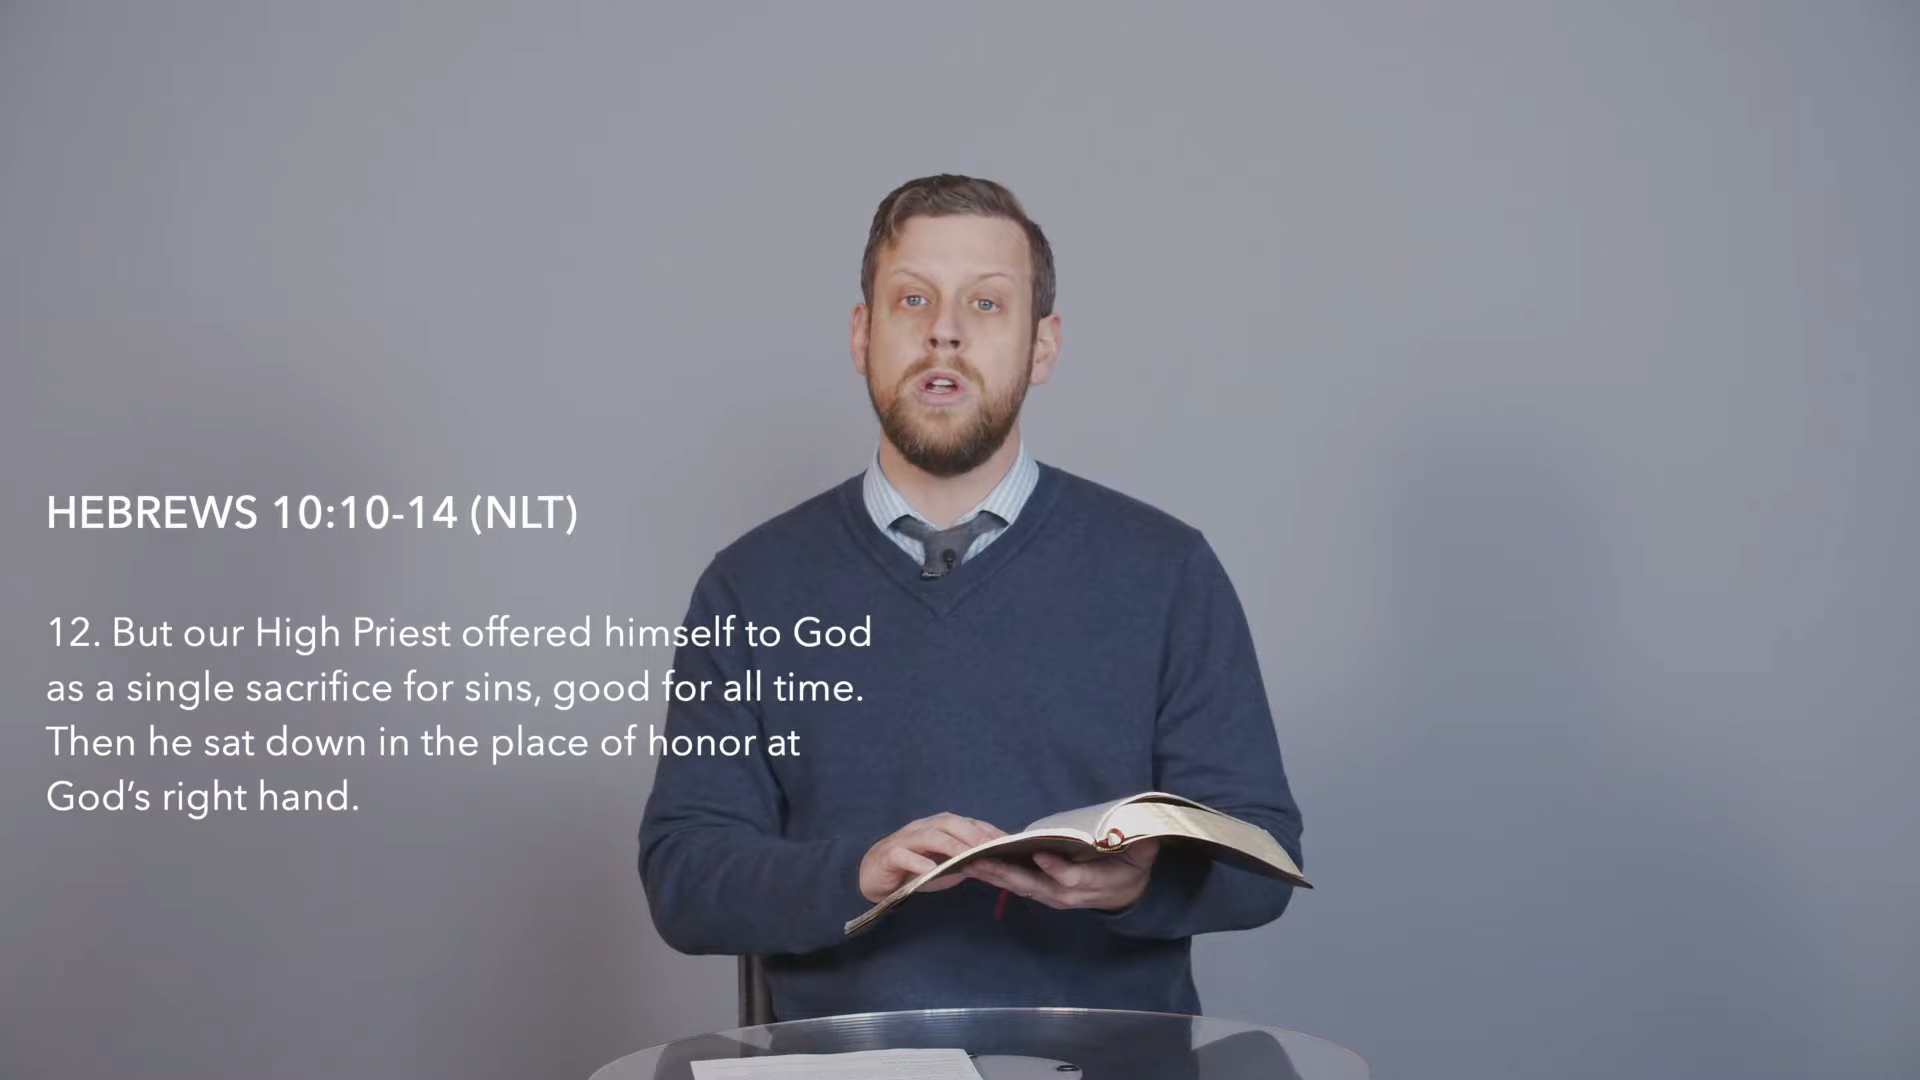 HEBREWS 10:10-14 (NLT)
12. But our High Priest offered himself to God
as a single sacrifice for sins, good for all time.
Then he sat down in the place of honor at
God’s right hand.